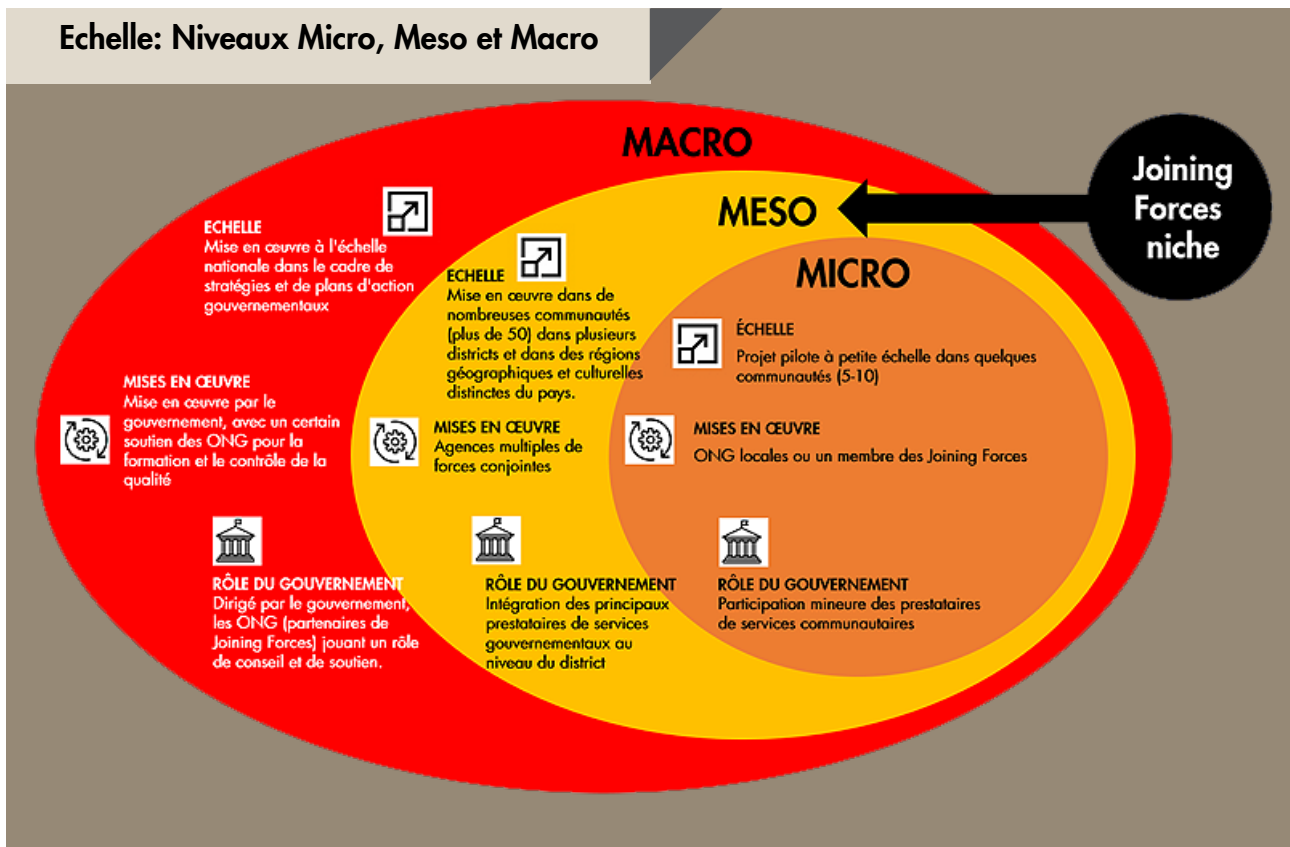 Echelle: Niveaux Micro, Meso et Macro
MACRO
ECHELLE
Mise en œuvre à l'échelle
nationale dans le cadre de
stratégies et de plans d'action
gouvernementaux
MISES EN ŒUVRE
Mise en œuvre par le
gouvernement, avec un certain
soutien des ONG pour la
formation et le contrôle de la
qualité
RÔLE DU GOUVERNEMENT
Dirigé par le gouvernement,
les ONG (partenaires de
Joining Forces) jouant un rôle
de conseil et de soutien.
MESO
ECHELLE
Mise en œuvre dans de
nombreuses communautés
(plus de 50) dans plusieurs
districts et dans des régions
géographiques et culturelles
distinctes du pays.
MISES EN ŒUVRE
Agences multiples de
forces conjointes
RÔLE DU GOUVERNEMENT
Intégration des principaux
prestataires de services
gouvernementaux au
niveau du district
MICRO
ÉCHELLE
Projet pilote à petite échelle dans quelques
communautés (5-10)
MISES EN ŒUVRE
ONG locales ou un membre des Joining Forces
RÔLE DU GOUVERNEMENT
Participation mineure des prestataires
de services communautaires
Joining
Forces
niche